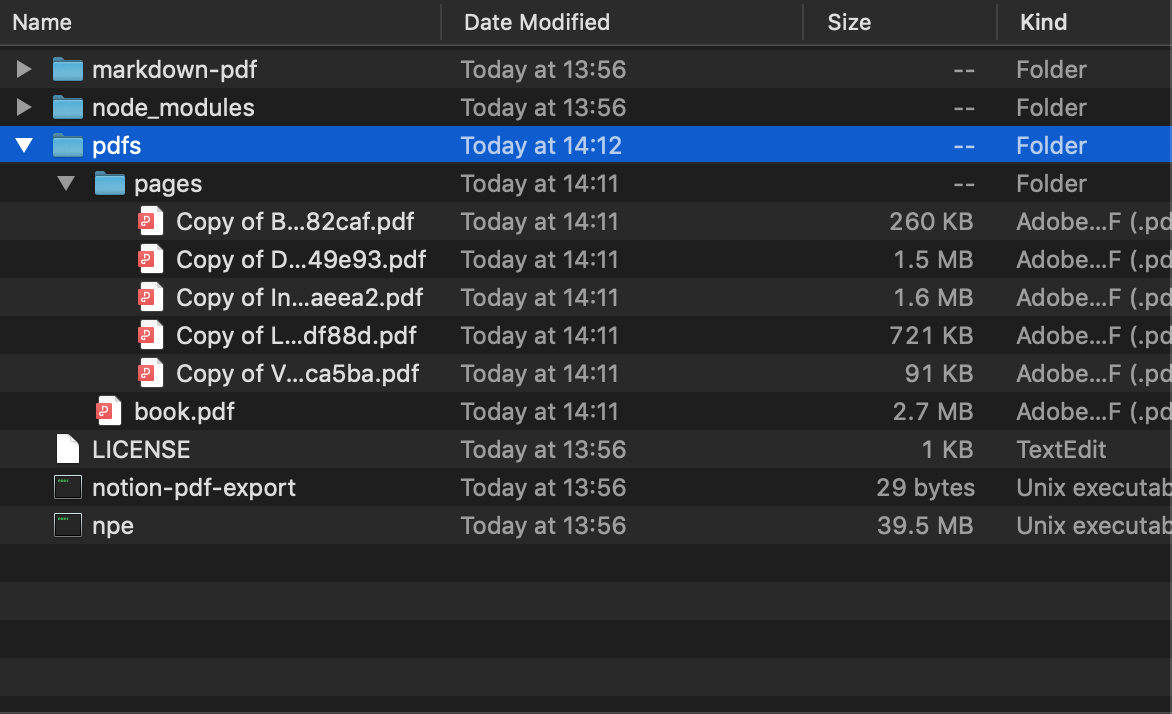 Name Date Modified Size Kind
markdown-pdf Today at 13:56 -- Folder
node_modules Today at 13:56 -- Folder
pdfs Today at 14:12 -- Folder
pages Today at 14:11 -- Folder
Copy of B...82caf.pdf Today at 14:11 260 KB Adobe...F (.pd
Copy of D...49e93.pdf Today at 14:11 1.5 MB Adobe...F (.pd
Copy of In...aeea2.pdf Today at 14:11 1.6 MB Adobe...F (.pd
Copy of L...df88d.pdf Today at 14:11 721 KB Adobe...F (.pd
Copy of V...ca5ba.pdf Today at 14:11 91 KB Adobe...F (.pd
book.pdf Today at 14:11 2.7 MB Adobe...F (.pd
LICENSE Today at 13:56 1 KB TextEdit
notion-pdf-export Today at 13:56 29 bytes Unix executab
npe Today at 13:56 39.5 MB Unix executab